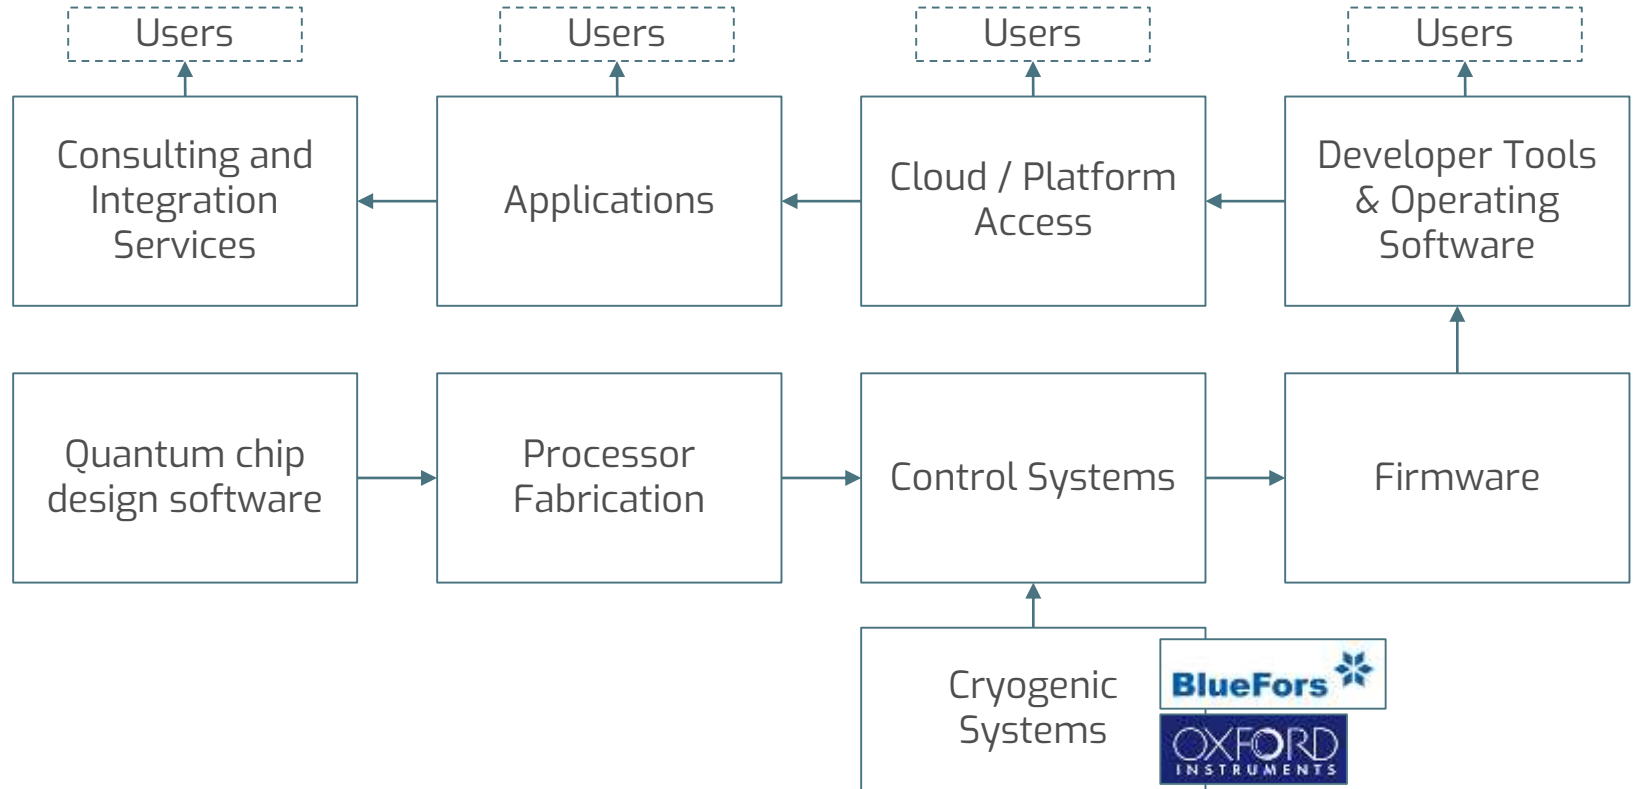 Users
Users
Users
Users
Consulting and
Integration
Services
Applications
Cloud / Platform
Access
Developer Tools
& Operating
Software
Quantum chip
design software
Processor
Fabrication
Control Systems
Firmware
Cryogenic
Systems
BlueFors
OXFORD
INSTRUMENTS